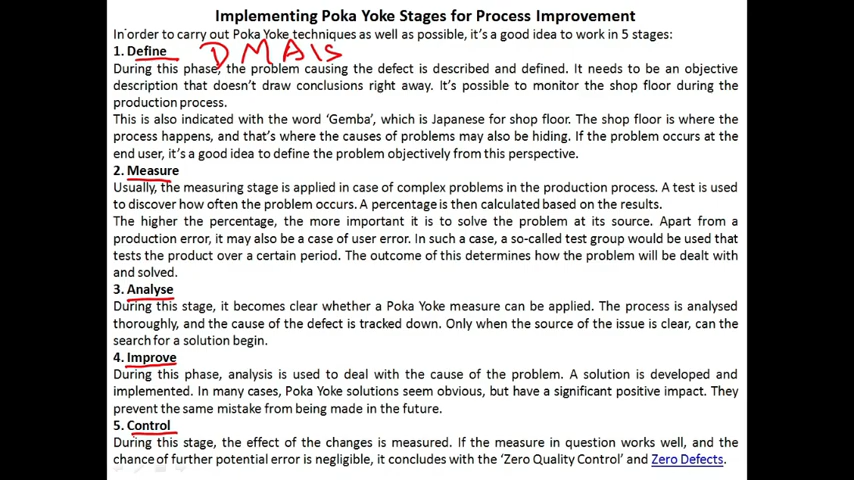 Implementing Poka Yoke Stages for Process Improvement
In order to carry out Poka Yoke techniques as well as possible, it's a good idea to work in 5 stages:
1. Define
DMAIS
During this phase, the problem causing the defect is described and defined. It needs to be an objective
description that doesn't draw conclusions right away. It's possible to monitor the shop floor during the
production process.
This is also indicated with the word 'Gemba', which is Japanese for shop floor. The shop floor is where the
process happens, and that's where the causes of problems may also be hiding. If the problem occurs at the
end user, it's a good idea to define the problem objectively from this perspective.
2. Measure
Usually, the measuring stage is applied in case of complex problems in the production process. A test is used
to discover how often the problem occurs. A percentage is then calculated based on the results.
The higher the percentage, the more important it is to solve the problem at its source. Apart from a
production error, it may also be a case of user error. In such a case, a so-called test group would be used that
tests the product over a certain period. The outcome of this determines how the problem will be dealt with
and solved.
3. Analyse
During this stage, it becomes clear whether a Poka Yoke measure can be applied. The process is analysed
thoroughly, and the cause of the defect is tracked down. Only when the source of the issue is clear, can the
search for a solution begin.
4. Improve
During this phase, analysis is used to deal with the cause of the problem. A solution is developed and
implemented. In many cases, Poka Yoke solutions seem obvious, but have a significant positive impact. They
prevent the same mistake from being made in the future.
5. Control
During this stage, the effect of the changes is measured. If the measure in question works well, and the
chance of further potential error is negligible, it concludes with the 'Zero Quality Control' and Zero Defects.